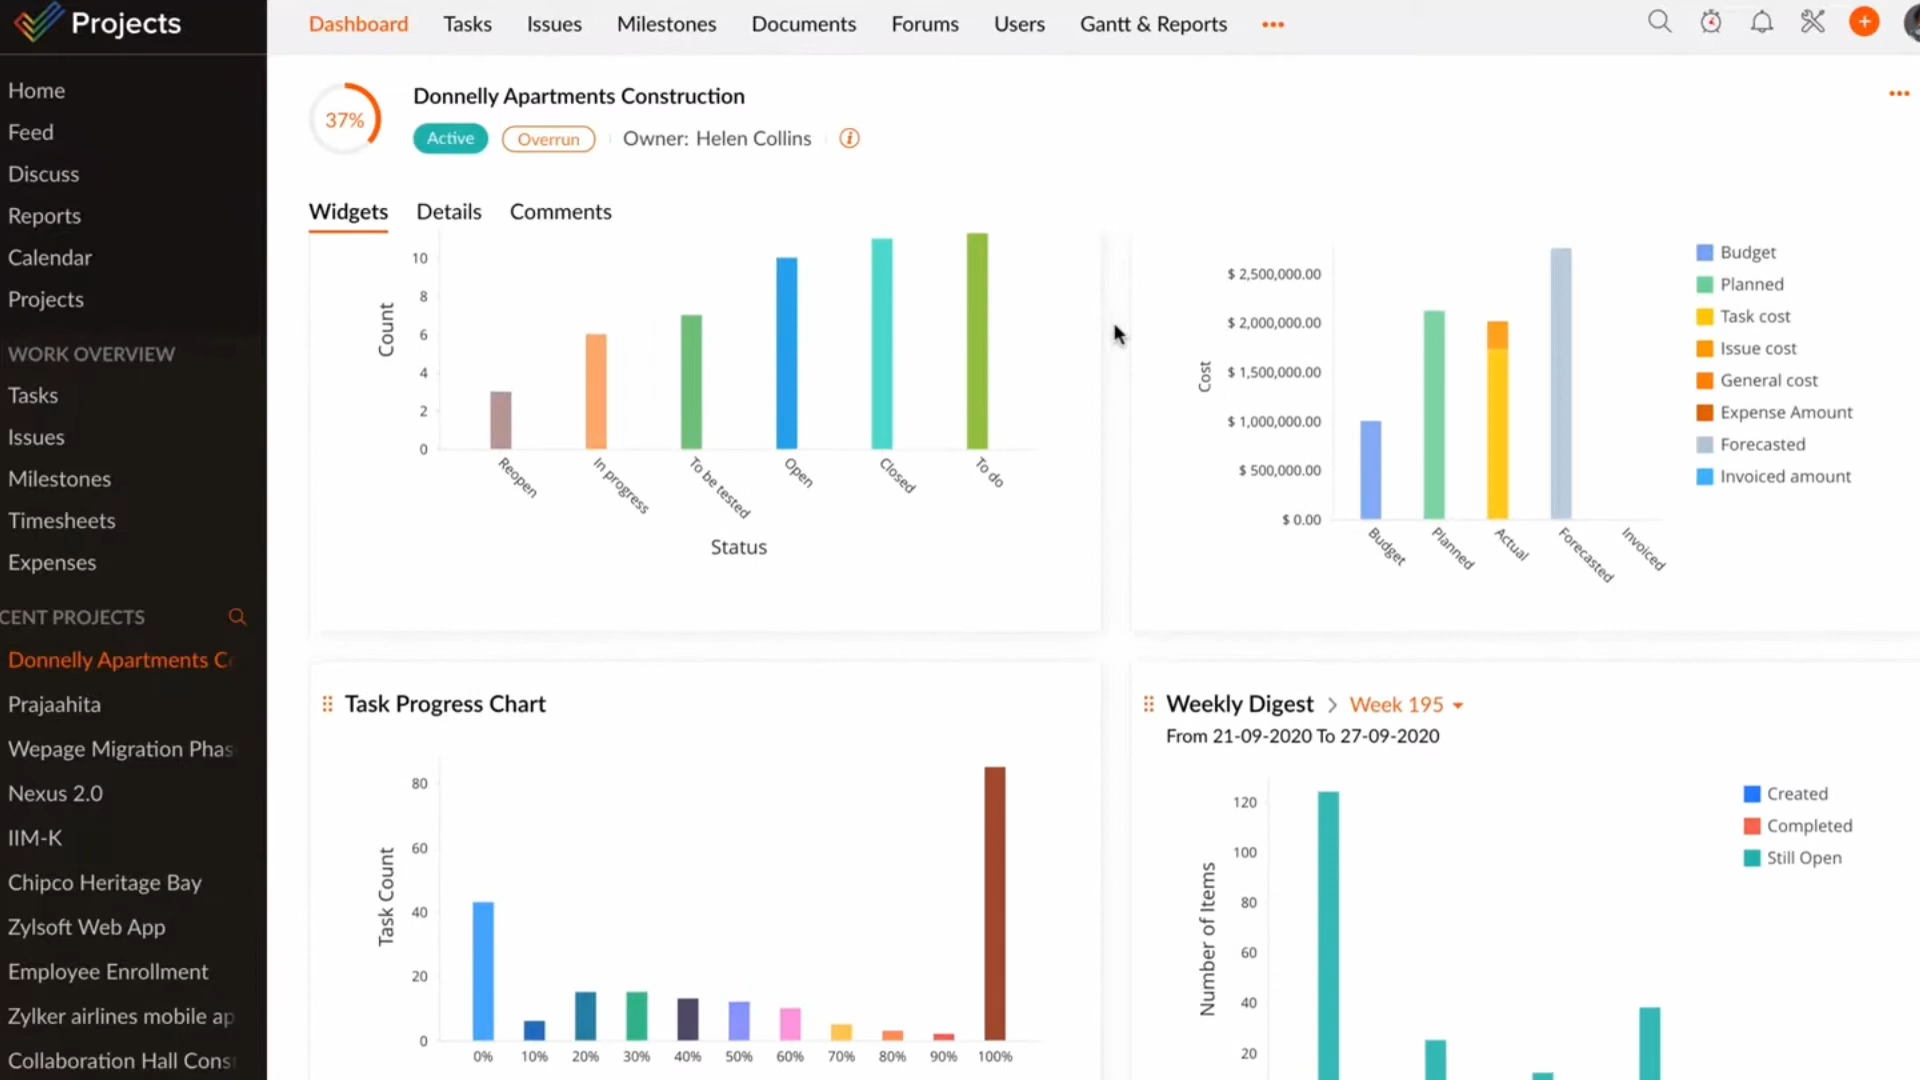 Projects
Dashboard Tasks Issues Milestones Documents Forums Users Gantt & Reports
Home
Feed
Discuss
Reports
Calendar
Projects
WORK OVERVIEW
Tasks
Issues
Milestones
Timesheets
Expenses
CENT PROJECTS
Donnelly Apartments C
Prajaahita
Wepage Migration Phas
Nexus 2.0
IIM-K
Chipco Heritage Bay
Zylsoft Web App
Employee Enrollment
Zylker airlines mobile ap
Collaboration Hall Cons
37%
Donnelly Apartments Construction
Active Overrun Owner: Helen Collins
Widgets Details Comments
Count
10
8
6
4
2
0
Reopen In progress To be tested Open Closed To do
Status
Cost
$ 2,500,000.00
$ 2,000,000.00
$ 1,500,000.00
$ 1,000,000.00
$ 500,000.00
$ 0.00
Budget Planned Actual Forecasted Invoiced
Budget
Planned
Task cost
Issue cost
General cost
Expense Amount
Forecasted
Invoiced amount
Task Progress Chart
Task Count
80
60
40
20
0
0% 10% 20% 30% 40% 50% 60% 70% 80% 90% 100%
Weekly Digest > Week 195
From 21-09-2020 To 27-09-2020
Number of Items
120
100
80
60
40
20
Created
Completed
Still Open